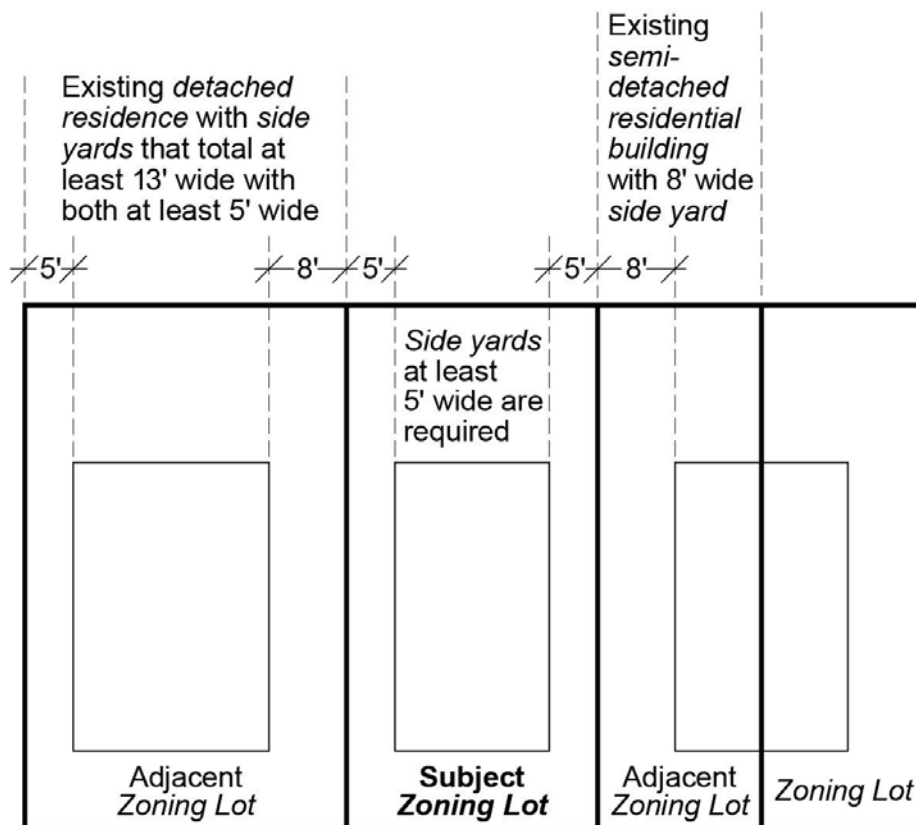 Existing detached
residence with side
yards that total at
least 13' wide with
both at least 5' wide
Existing
semi-
detached
residential
building
with 8' wide
side yard
5'
8'
5'
5'
8'
Side yards
at least
5' wide are
required
Adjacent
Zoning Lot
Subject
Zoning Lot
Adjacent
Zoning Lot
Zoning Lot